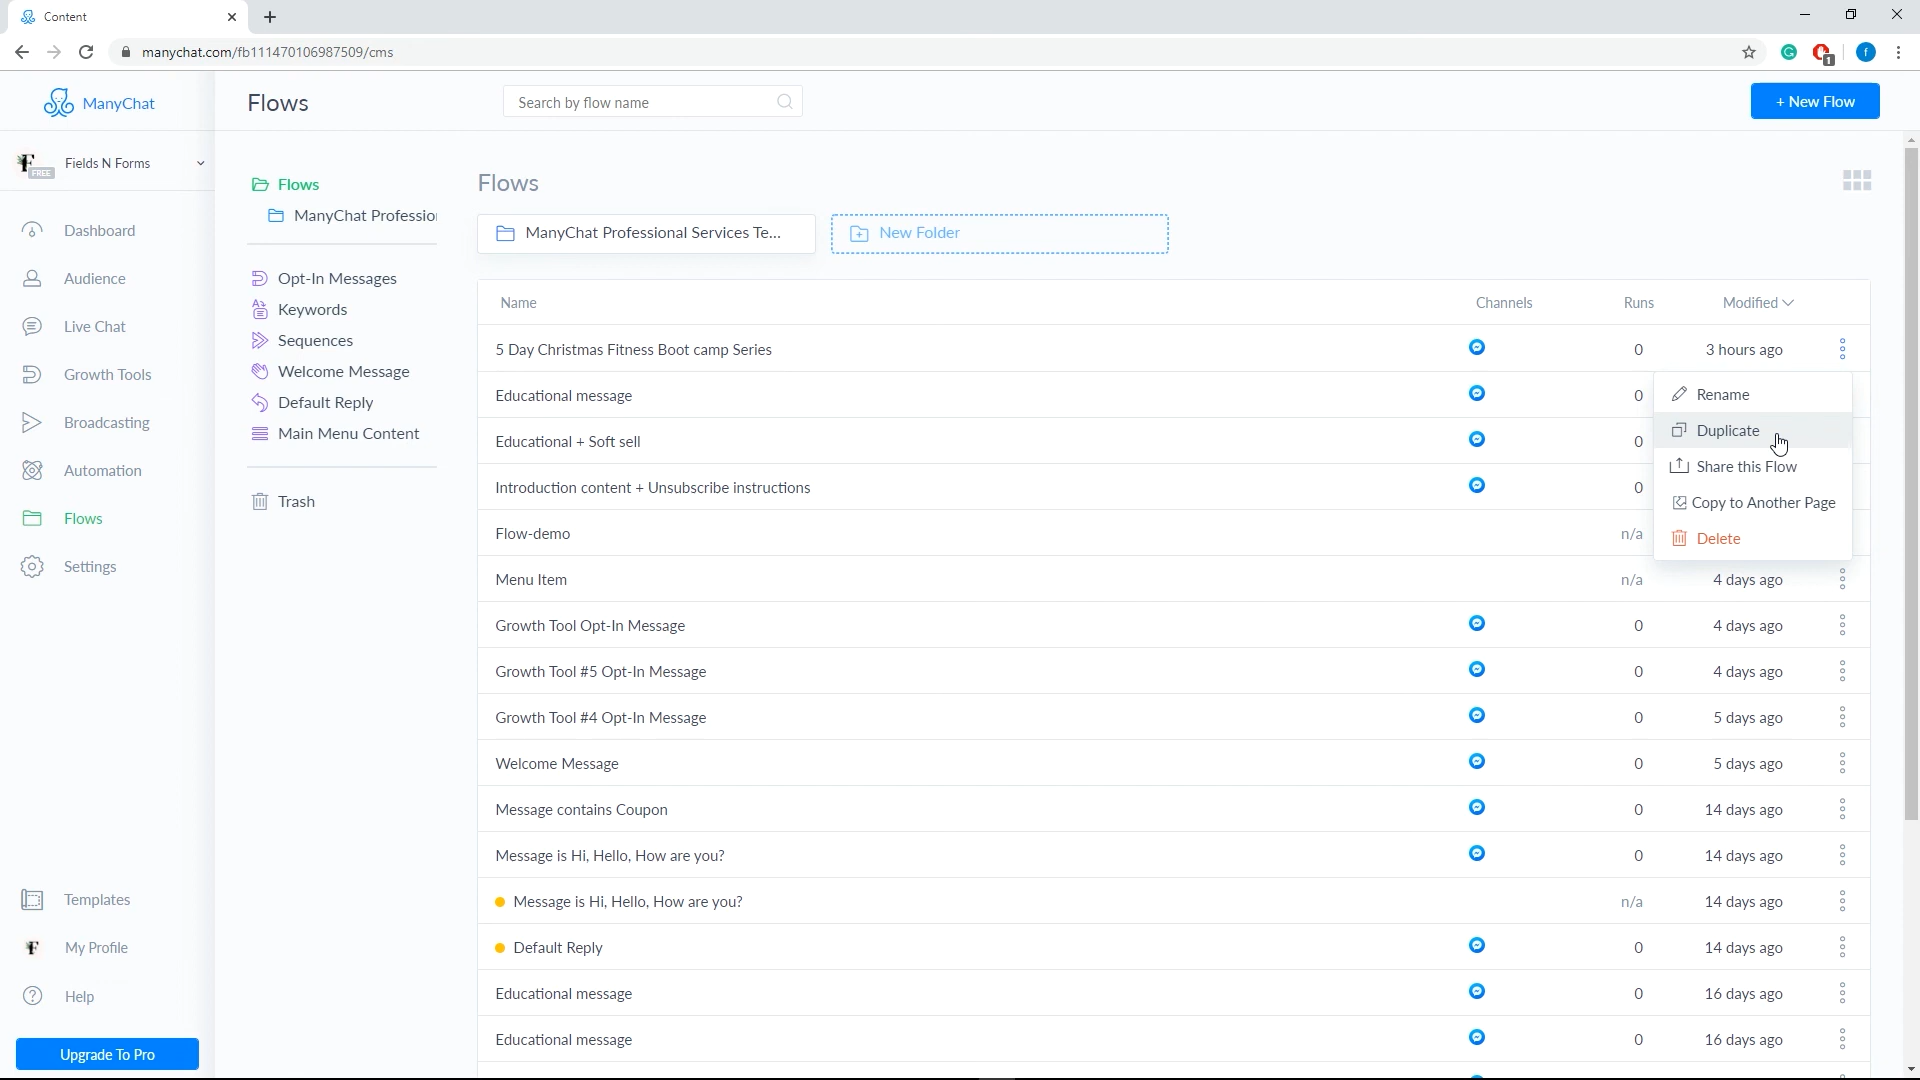 Content
manychat.com/fb111470106987509/cms
1
f
ManyChat
Flows
Search by flow name
+ New Flow
F
FREE
Fields N Forms
Dashboard
Audience
Live Chat
Growth Tools
Broadcasting
Automation
Flows
Settings
Templates
F
My Profile
? Help
Upgrade To Pro
Flows
ManyChat Profession
Opt-In Messages
Keywords
Sequences
Welcome Message
Default Reply
Main Menu Content
Trash
Flows
ManyChat Professional Services Te...
New Folder
Name Channels Runs Modified
5 Day Christmas Fitness Boot camp Series 0 3 hours ago
Educational message 0
Educational + Soft sell 0
Introduction content + Unsubscribe instructions 0
Flow-demo n/a
Rename
Duplicate
Share this Flow
Copy to Another Page
Delete
Menu Item n/a 4 days ago
Growth Tool Opt-In Message 0 4 days ago
Growth Tool #5 Opt-In Message 0 4 days ago
Growth Tool #4 Opt-In Message 0 5 days ago
Welcome Message 0 5 days ago
Message contains Coupon 0 14 days ago
Message is Hi, Hello, How are you? 0 14 days ago
Message is Hi, Hello, How are you? n/a 14 days ago
Default Reply 0 14 days ago
Educational message 0 16 days ago
Educational message 0 16 days ago